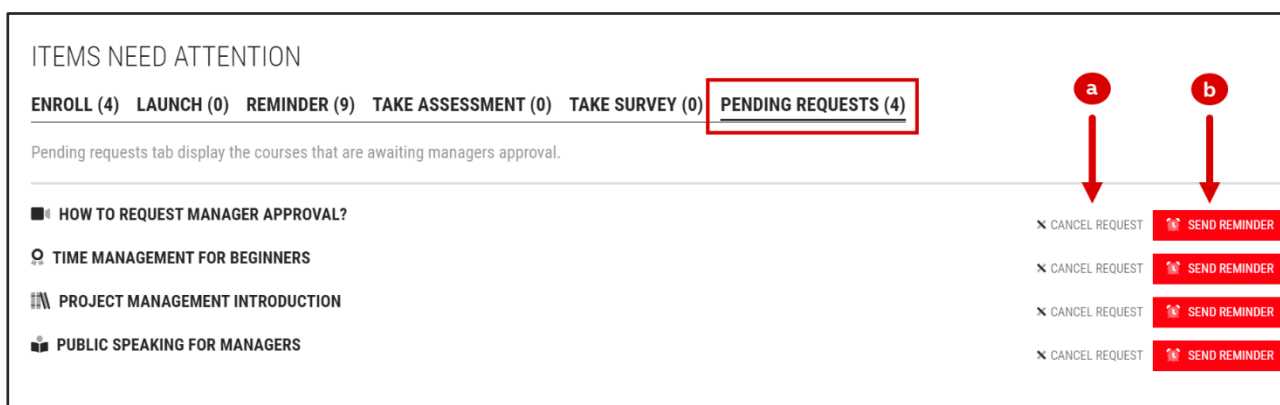 ITEMS NEED ATTENTION
a b
ENROLL (4) LAUNCH (0) REMINDER (9) TAKE ASSESSMENT (0) TAKE SURVEY (0) PENDING REQUESTS (4)
Pending requests tab display the courses that are awaiting managers approval.
HOW TO REQUEST MANAGER APPROVAL? CANCEL REQUEST SEND REMINDER
TIME MANAGEMENT FOR BEGINNERS CANCEL REQUEST SEND REMINDER
PROJECT MANAGEMENT INTRODUCTION CANCEL REQUEST SEND REMINDER
PUBLIC SPEAKING FOR MANAGERS CANCEL REQUEST SEND REMINDER